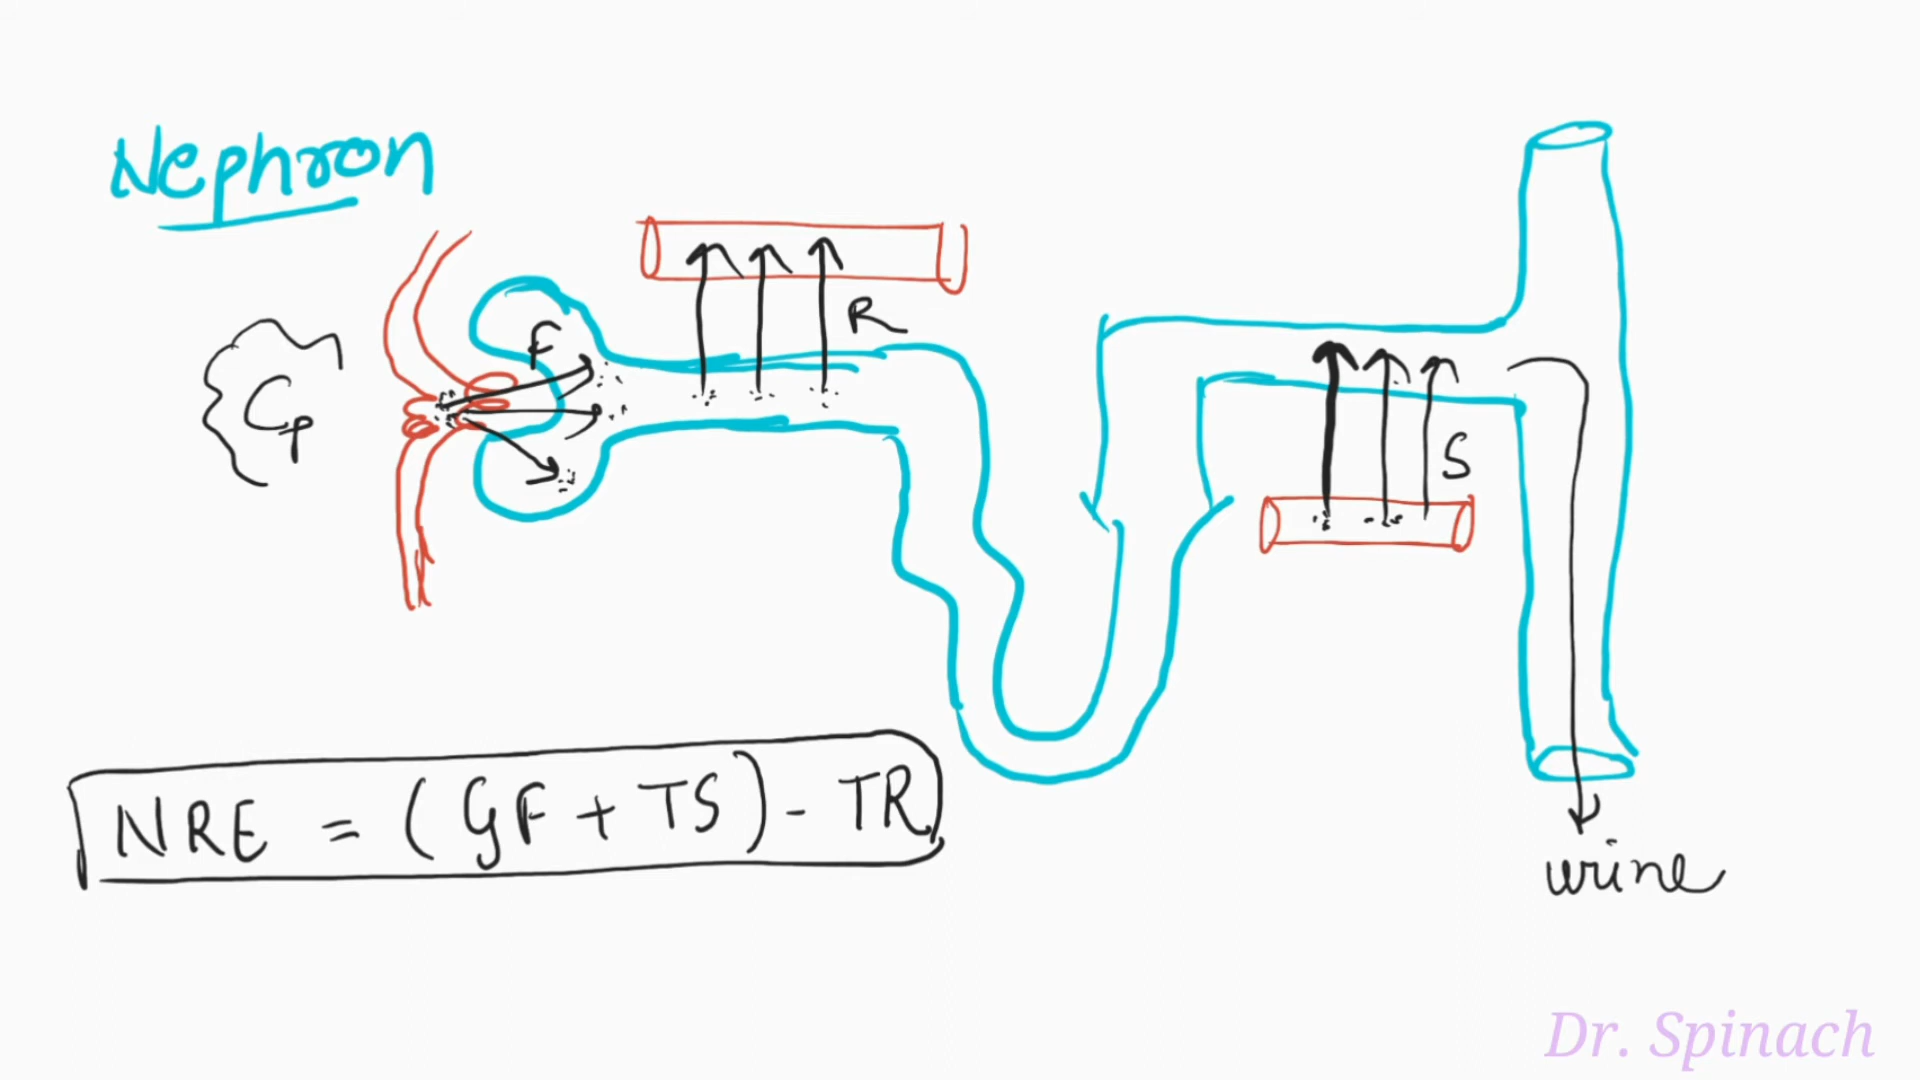 Nephron
F
R
Cp
S
NRE = (GF + TS) - TR
urine
Dr. Spinach